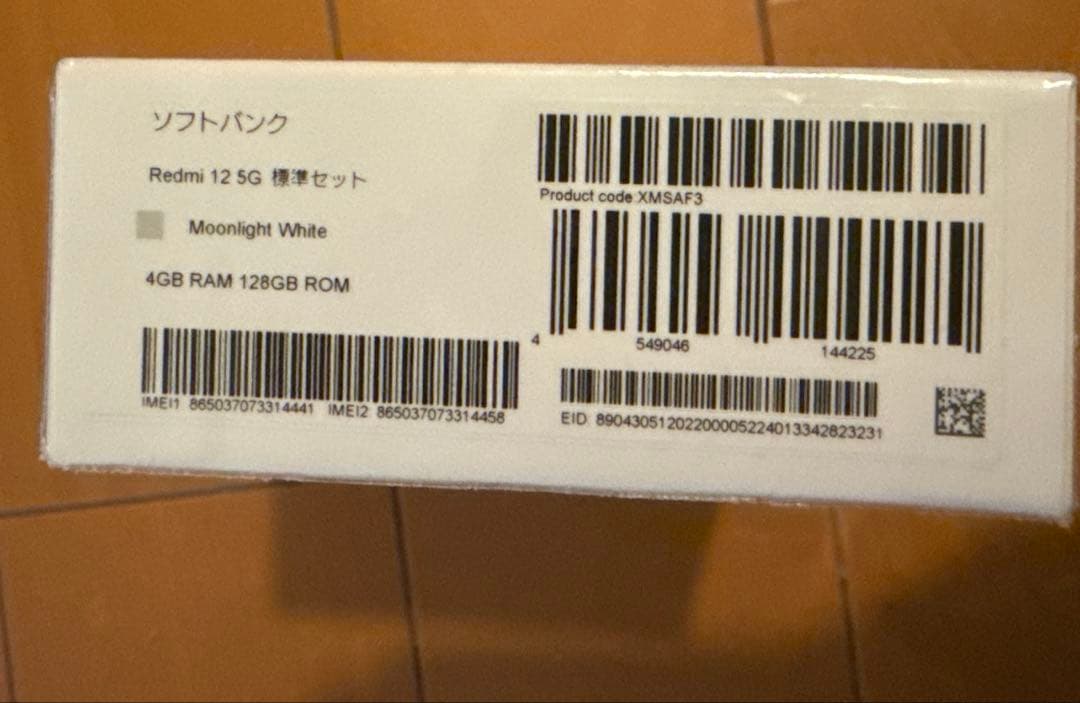 ソフトバンク
Redmi 12 5G 標準セット
Moonlight White
4GB RAM 128GB ROM
IMEI1 865037073314441 IMEI2 865037073314458
Product code XMSAF3
4 549046 144225
EID 89043051202200005224013342823231